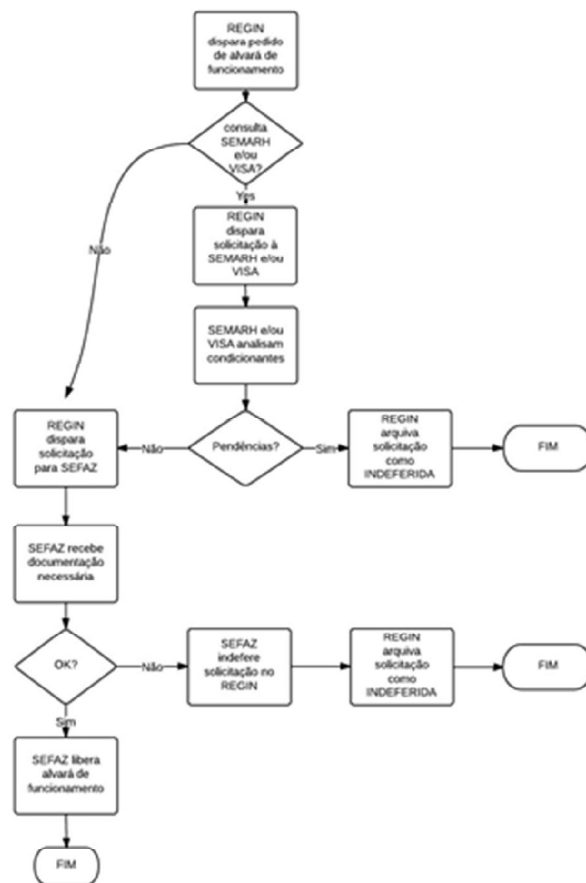 REGIN
dispara pedido
de alvará de
funcionamento
consulta
SEMARH
e/ou
VISA?
Não
Yes
REGIN
dispara
solicitação à
SEMARH e/ou
VISA
SEMARH e/ou
VISA analisam
condicionantes
REGIN
dispara
solicitação
para SEFAZ
Não
Pendências?
Sim
REGIN
arquiva
solicitação
como
INDEFERIDA
FIM
SEFAZ recebe
documentação
necessária
OK?
Não
SEFAZ
indefere
solicitação no
REGIN
REGIN
arquiva
solicitação
como
INDEFERIDA
FIM
Sim
SEFAZ libera
alvará de
funcionamento
FIM